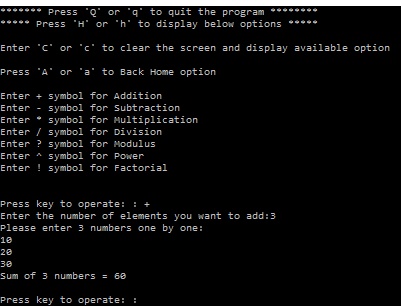 ******* Press 'Q' or 'q' to quit the program ********
***** Press 'H' or 'h' to display below options *****
Enter 'C' or 'c' to clear the screen and display available option
Press 'A' or 'a' to Back Home option
Enter + symbol for Addition
Enter - symbol for Subtraction
Enter * symbol for Multiplication
Enter / symbol for Division
Enter ? symbol for Modulus
Enter ^ symbol for Power
Enter ! symbol for Factorial
Press key to operate: : +
Enter the number of elements you want to add:3
Please enter 3 numbers one by one:
10
20
30
Sum of 3 numbers = 60
Press key to operate: :